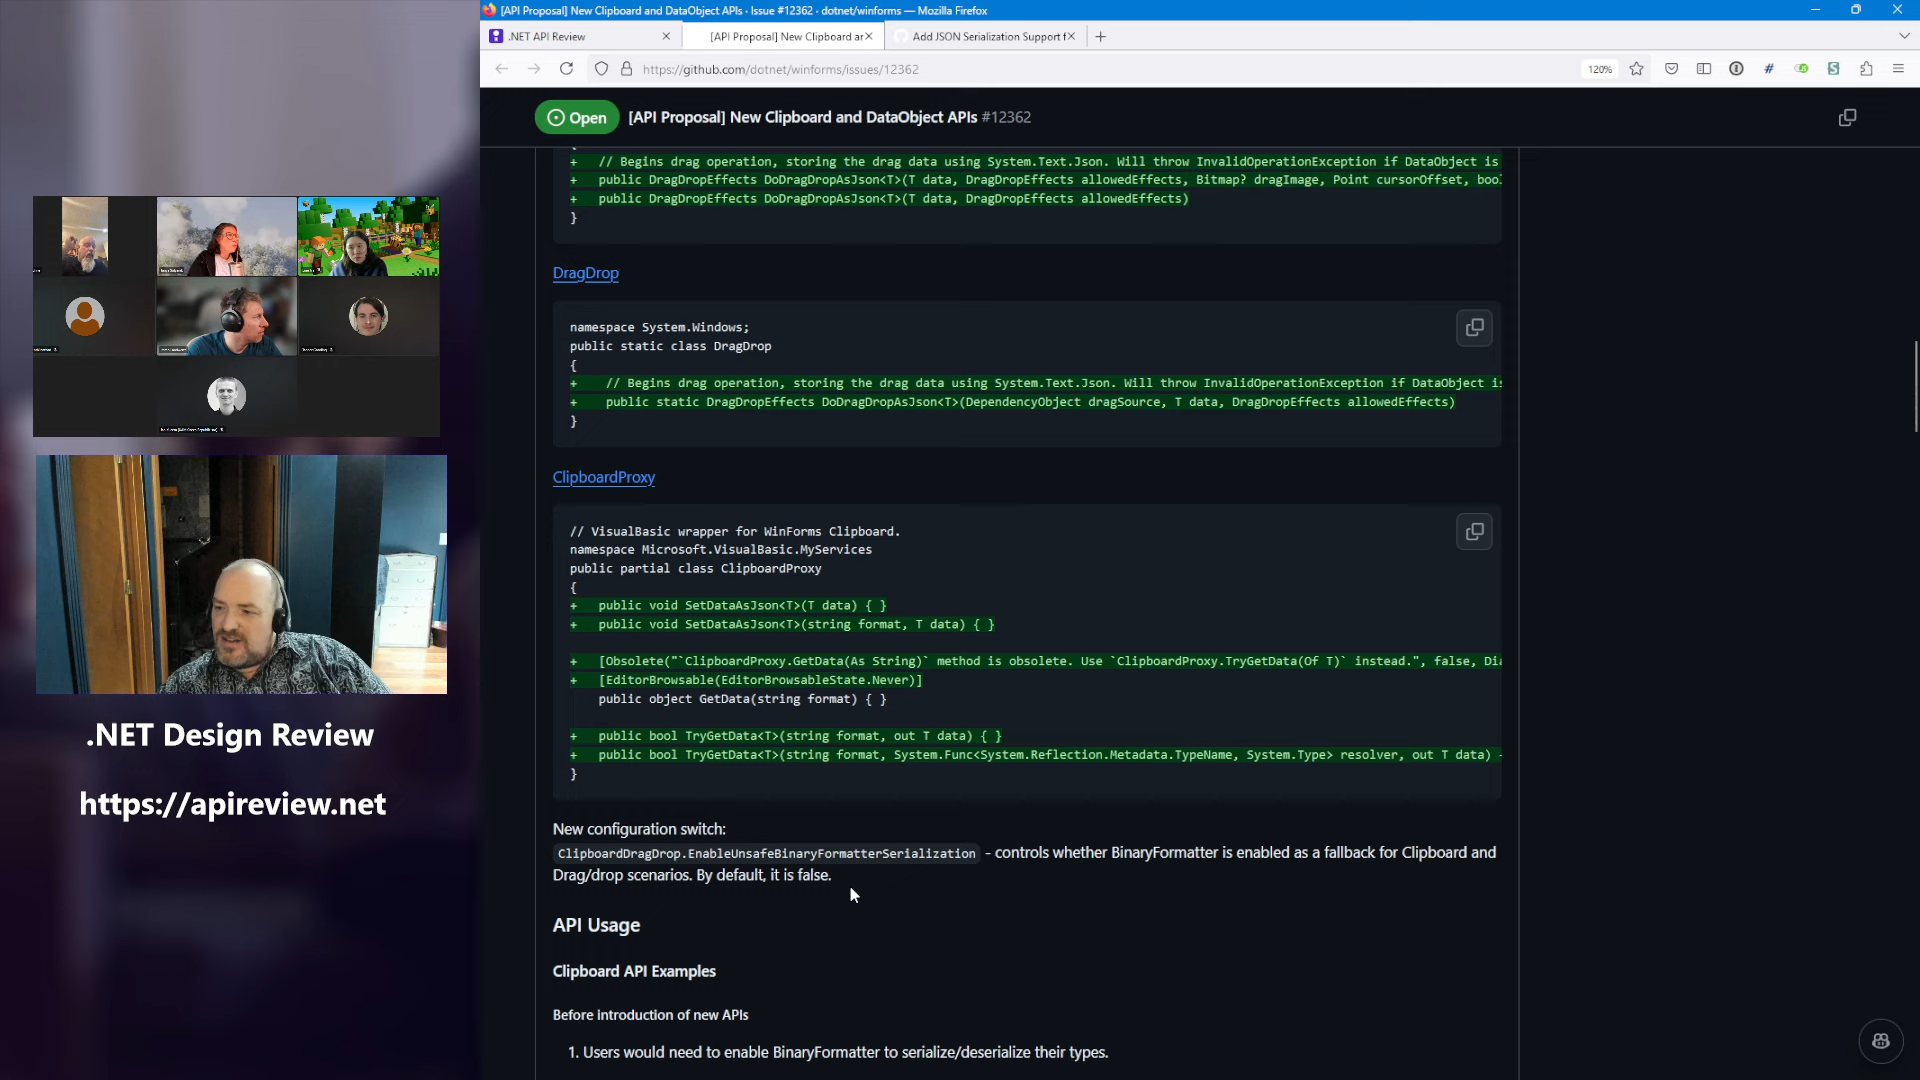 [API Proposal] New Clipboard and DataObject APIs · Issue #12362 · dotnet/winforms — Mozilla Firefox
.NET API Review
[API Proposal] New Clipboard ar
Add JSON Serialization Support f
https://github.com/dotnet/winforms/issues/12362
120%
Open
[API Proposal] New Clipboard and DataObject APIs #12362
{
+ // Begins drag operation, storing the drag data using System.Text.Json. Will throw InvalidOperationException if DataObject is
+ public DragDropEffects DoDragDropAsJson<T>(T data, DragDropEffects allowedEffects, Bitmap? dragImage, Point cursorOffset, bool
+ public DragDropEffects DoDragDropAsJson<T>(T data, DragDropEffects allowedEffects)
}
DragDrop
namespace System.Windows;
public static class DragDrop
{
+ // Begins drag operation, storing the drag data using System.Text.Json. Will throw InvalidOperationException if DataObject is
+ public static DragDropEffects DoDragDropAsJson<T>(DependencyObject dragSource, T data, DragDropEffects allowedEffects)
}
ClipboardProxy
// VisualBasic wrapper for WinForms Clipboard.
namespace Microsoft.VisualBasic.MyServices
public partial class ClipboardProxy
{
+ public void SetDataAsJson<T>(T data) { }
+ public void SetDataAsJson<T>(string format, T data) { }
+ [Obsolete("`ClipboardProxy.GetData(As String)` method is obsolete. Use `ClipboardProxy.TryGetData(Of T)` instead.", false, Dia
+ [EditorBrowsable(EditorBrowsableState.Never)]
public object GetData(string format) { }
+ public bool TryGetData<T>(string format, out T data) { }
+ public bool TryGetData<T>(string format, System.Func<System.Reflection.Metadata.TypeName, System.Type> resolver, out T data)
}
New configuration switch:
ClipboardDragDrop.EnableUnsafeBinaryFormatterSerialization - controls whether BinaryFormatter is enabled as a fallback for Clipboard and
Drag/drop scenarios. By default, it is false.
API Usage
Clipboard API Examples
Before introduction of new APIs
1. Users would need to enable BinaryFormatter to serialize/deserialize their types.
.NET Design Review
https://apireview.net